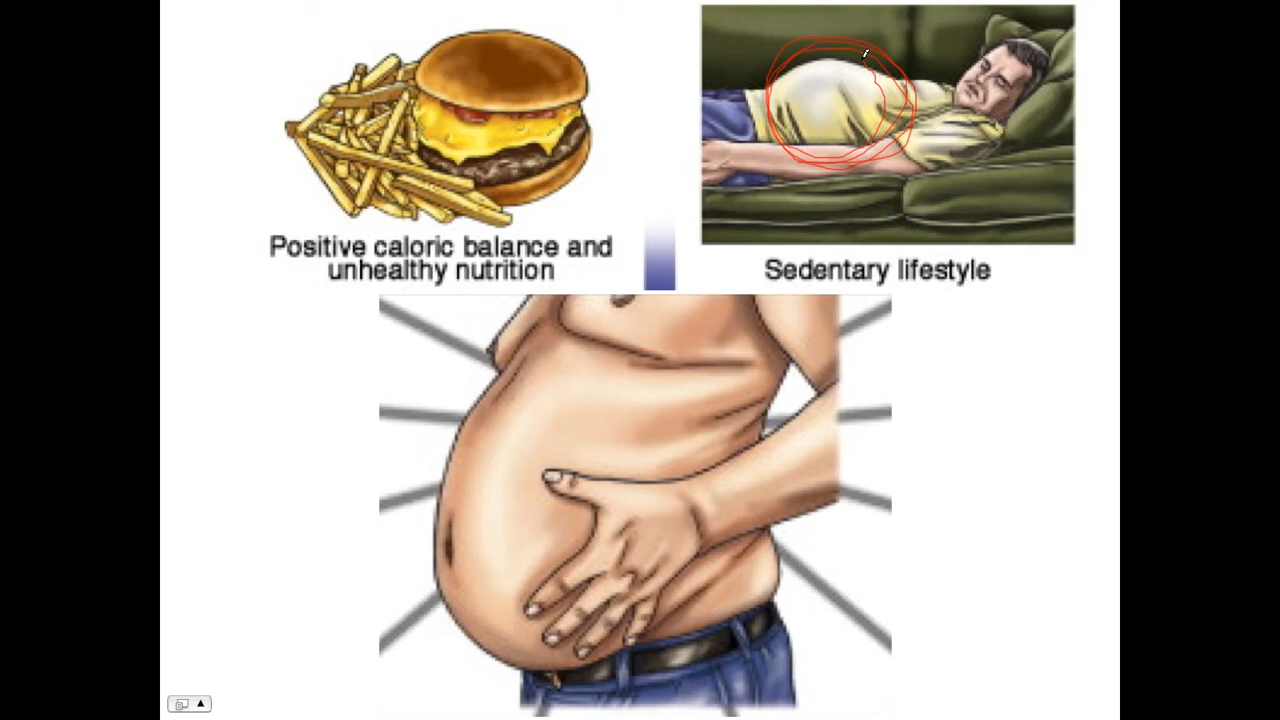 Positive caloric balance and
unhealthy nutrition
Sedentary lifestyle